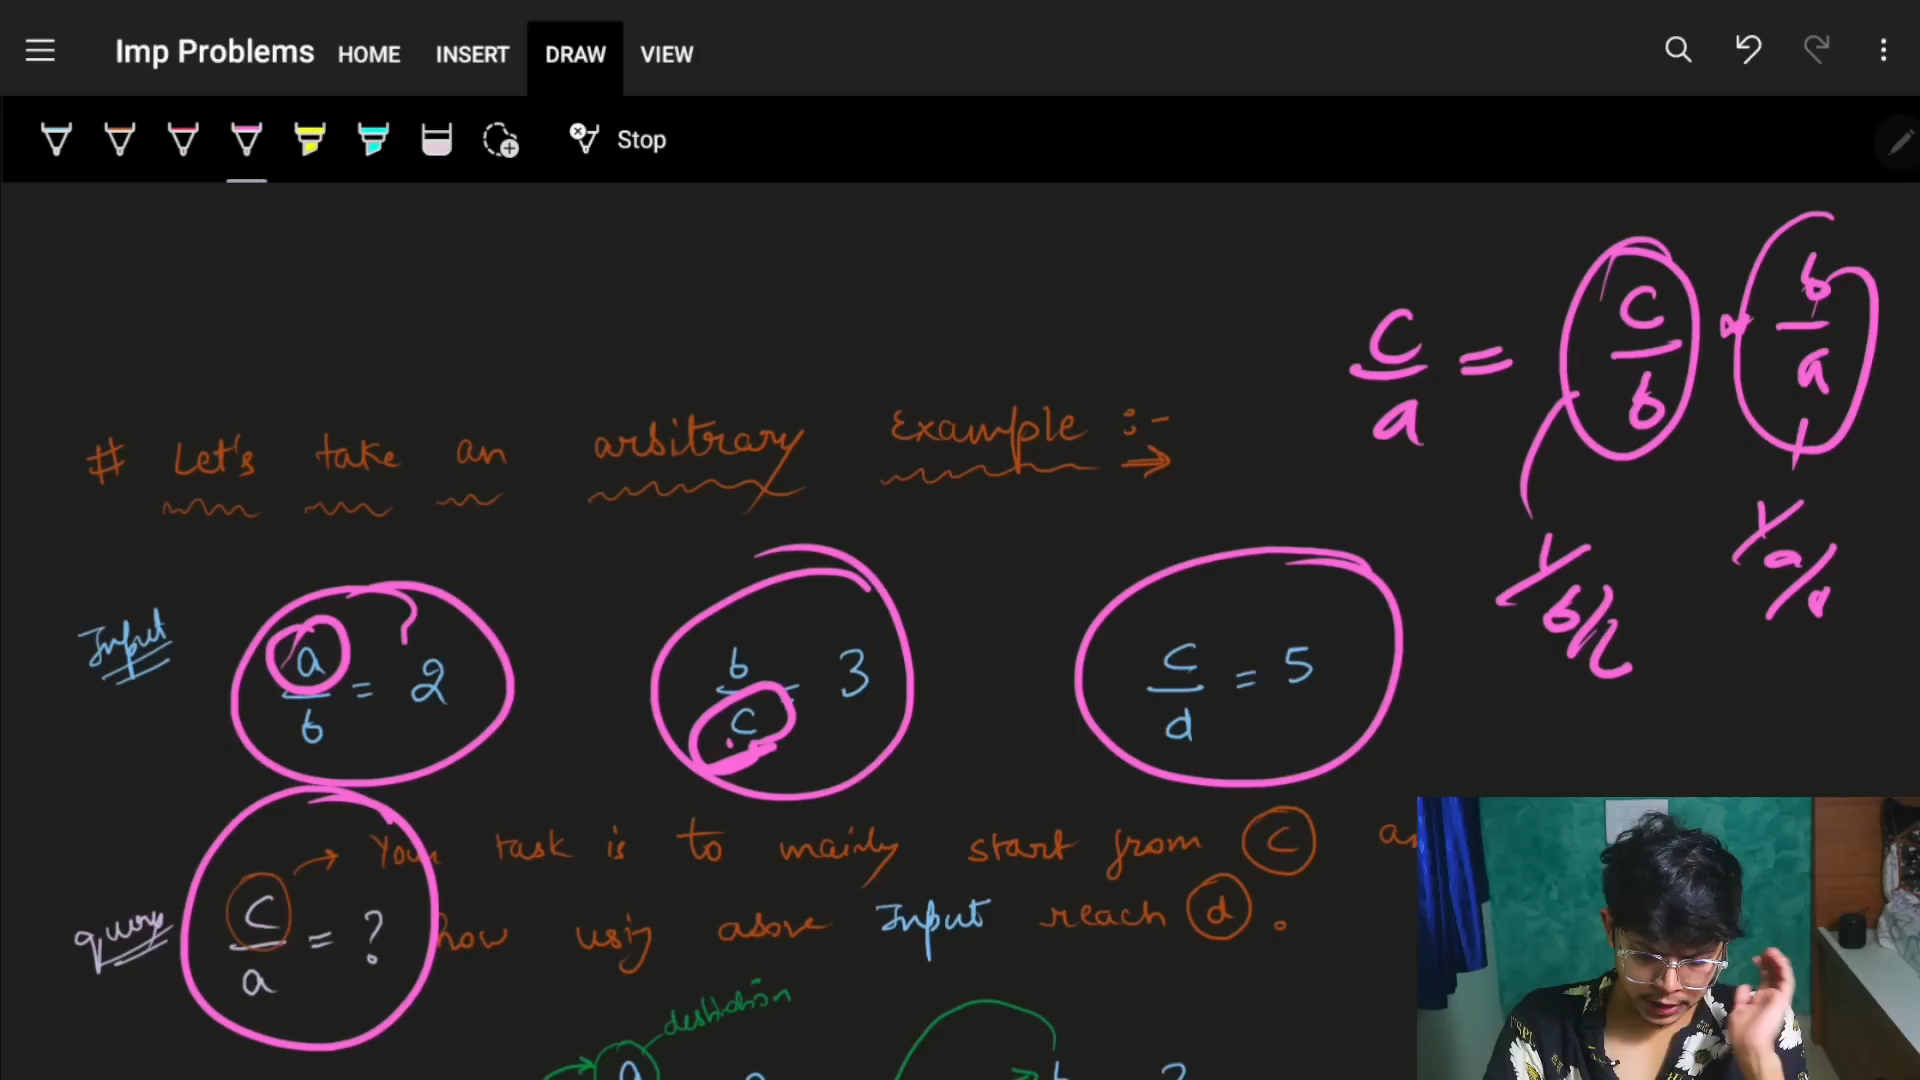 Imp Problems HOME INSERT DRAW VIEW
Stop
c/a = c/b * b/a
# Let's take an arbitrary Example :- →
1/b/c 1/a/b
Input a/b = 2 ? b/c = 3 c/d = 5
→ Your task is to mainly start from c
query c/a = ? how using above Input reach d .
destination